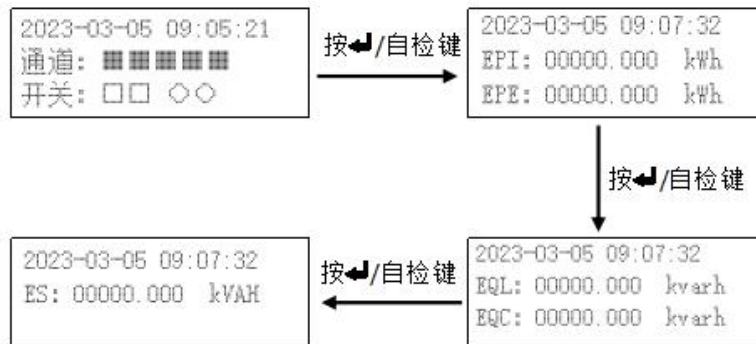 2023-03-05 09:05:21
通道: ▦▦▦▦▦
开关: □□ ○○
按↵/自检键
2023-03-05 09:07:32
EPI: 00000.000 kWh
EPE: 00000.000 kWh
按↵/自检键
2023-03-05 09:07:32
EQL: 00000.000 kvarh
EQC: 00000.000 kvarh
按↵/自检键
2023-03-05 09:07:32
ES: 00000.000 kVAH